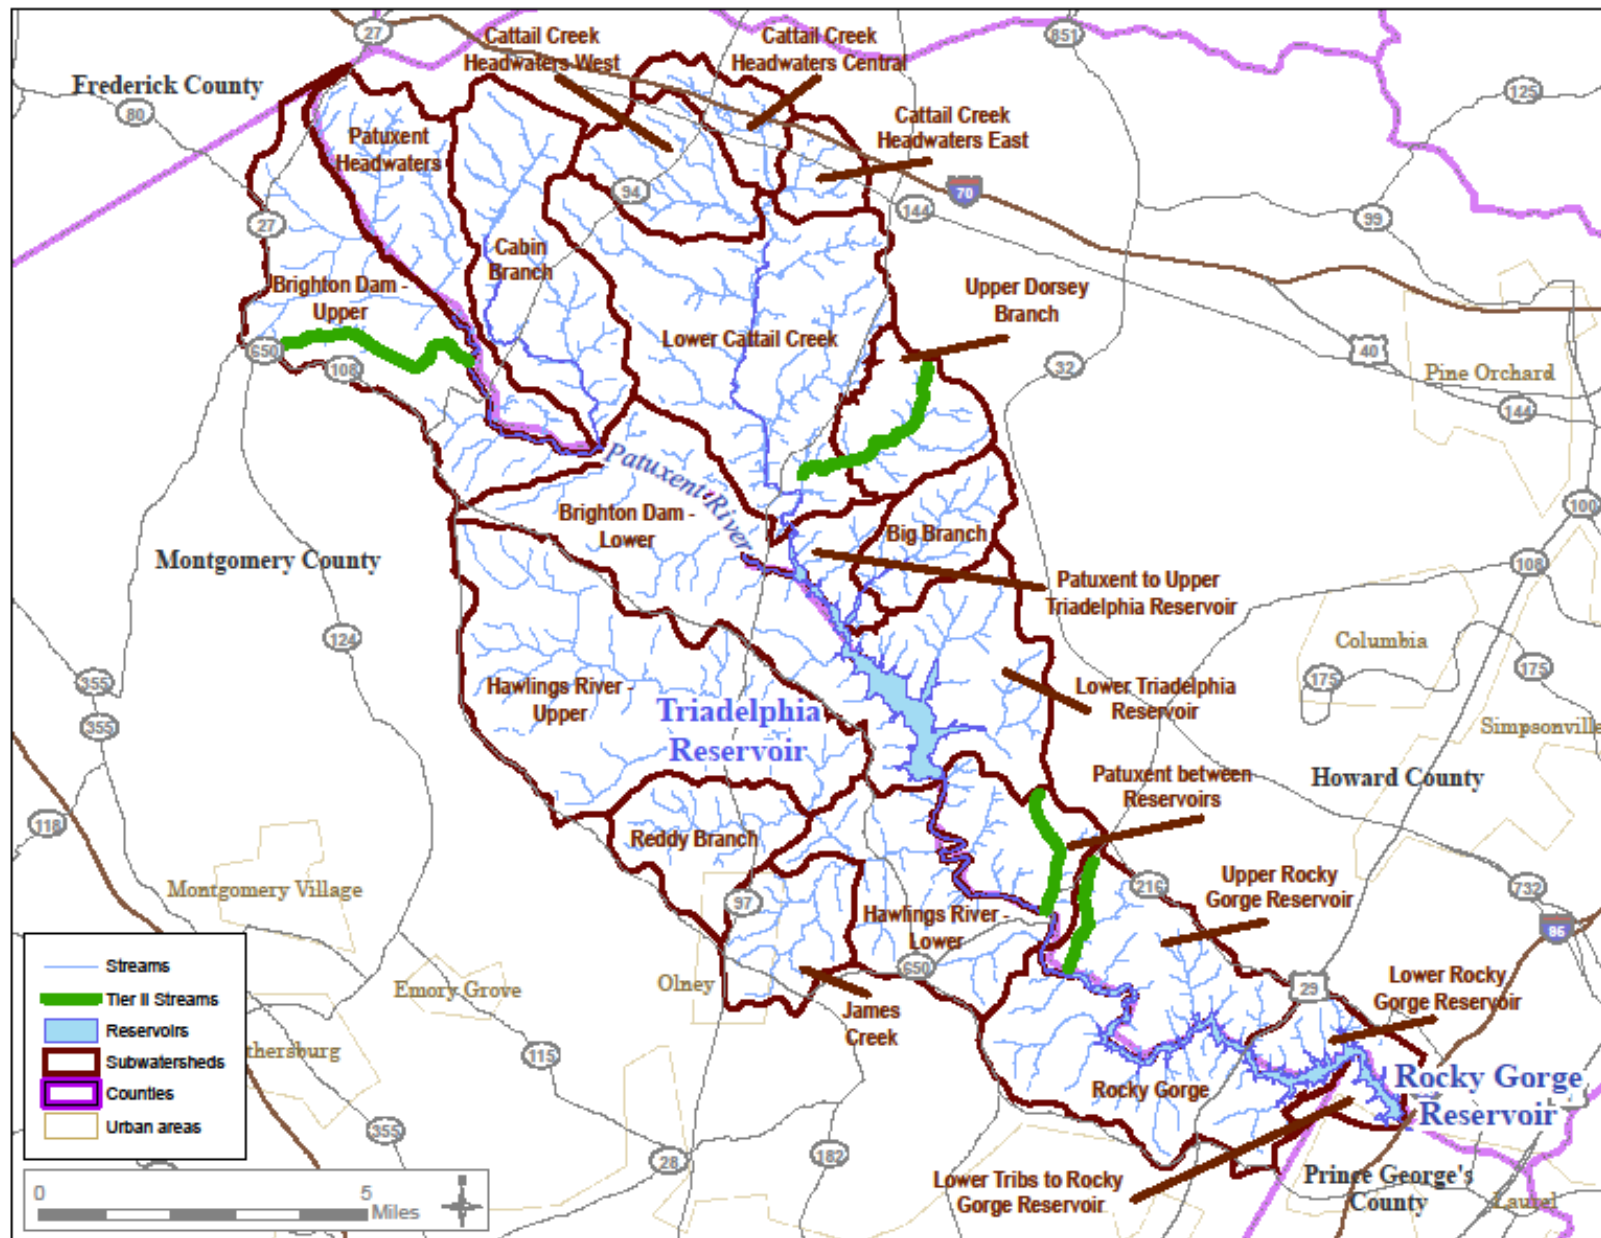 27
Cattail Creek
Headwaters West
Cattail Creek
Headwaters Central
851
Frederick County
80
125
Patuxent
Headwaters
Cattail Creek
Headwaters East
94
70
144
99
27
Cabin
Branch
Brighton Dam -
Upper
Upper Dorsey
Branch
Lower Cattail Creek
650
108
32
40
Pine Orchard
144
Patuxent River
100
Brighton Dam -
Lower
Big Branch
Montgomery County
108
Patuxent to Upper
Triadelphia Reservoir
124
Columbia
355
175
175
Hawlings River -
Upper
Triadelphia
Reservoir
Lower Triadelphia
Reservoir
355
Simpsonville
Howard County
Patuxent between
Reservoirs
118
Reddy Branch
Montgomery Village
97
216
Upper Rocky
Gorge Reservoir
732
Hawlings River -
Lower
86
650
Olney
Emory Grove
29
Lower Rocky
Gorge Reservoir
James
Creek
Streams
Tier II Streams
Reservoirs
Subwatersheds
Counties
Urban areas
thersburg
115
Rocky Gorge
Rocky Gorge
Reservoir
355
28
182
Lower Tribs to Rocky
Gorge Reservoir
Prince George's
County
Laurel
0
5
Miles